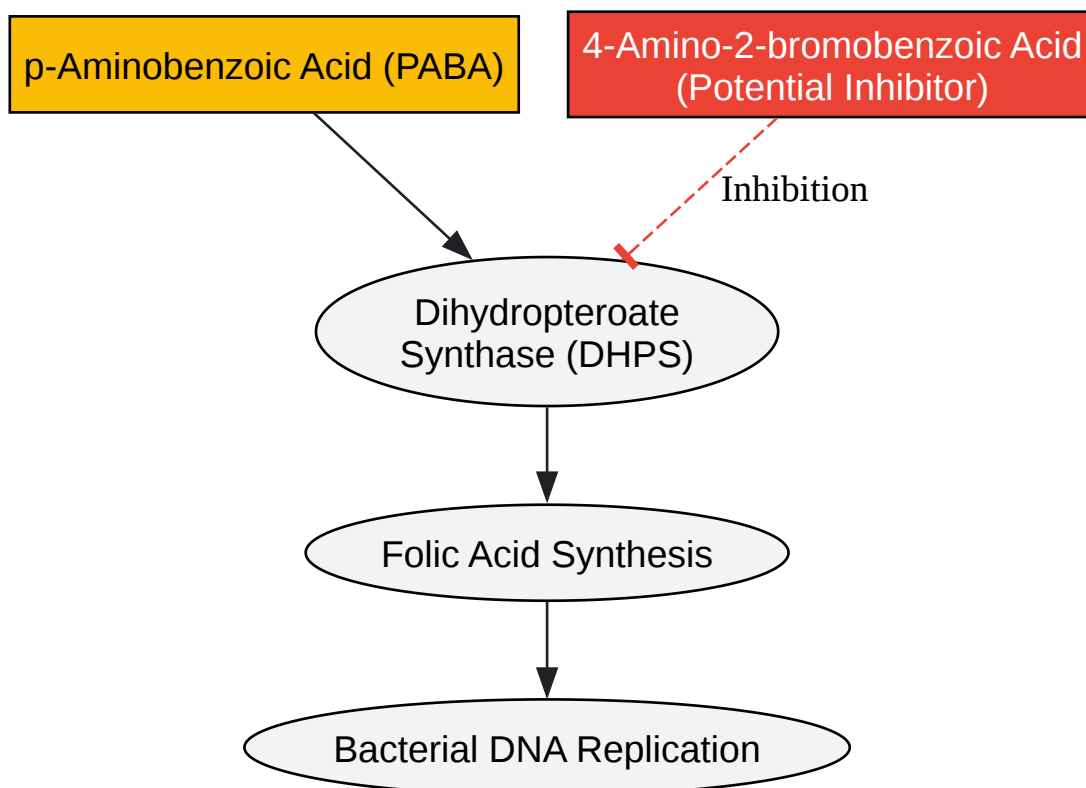 p-Aminobenzoic Acid (PABA)
4-Amino-2-bromobenzoic Acid
(Potential Inhibitor)
Inhibition
Dihydropteroate
Synthase (DHPS)
Folic Acid Synthesis
Bacterial DNA Replication